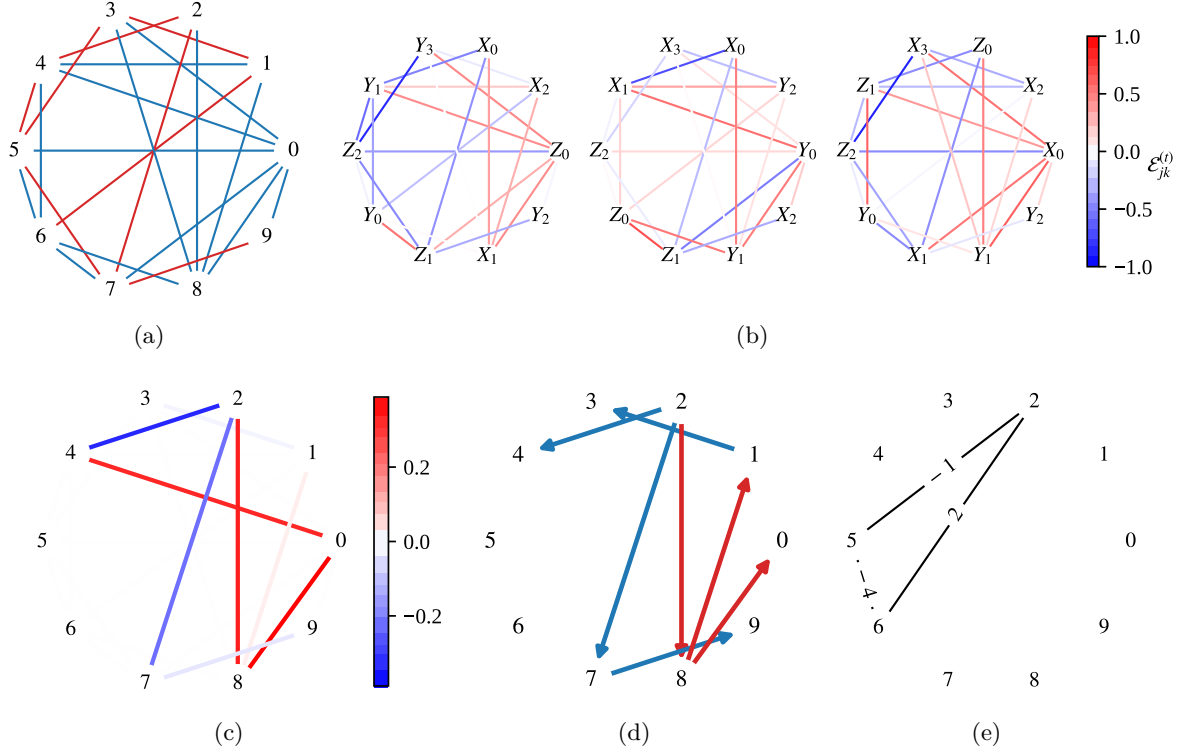 3 2
4 1
5 0
6 9
7 8
(a)
Y₃ X₀
Y₁ X₂
Z₂ Z₀
Y₀ Y₂
Z₁ X₁
X₃ X₀
X₁ Y₂
Z₂ Y₀
Z₀ X₂
Z₁ Y₁
X₃ Z₀
Z₁ X₂
Z₂ X₀
Y₀ Y₂
X₁ Y₁
(b)
1.0
0.5
0.0
−0.5
−1.0
ℰ_{jk}^{(t)}
3 2
4 1
5 0
6 9
7 8
0.2
0.0
−0.2
(c)
3 2
4 1
5 0
6 9
7 8
(d)
3 2
4 1
−1
2
5 0
−4
6 9
7 8
(e)